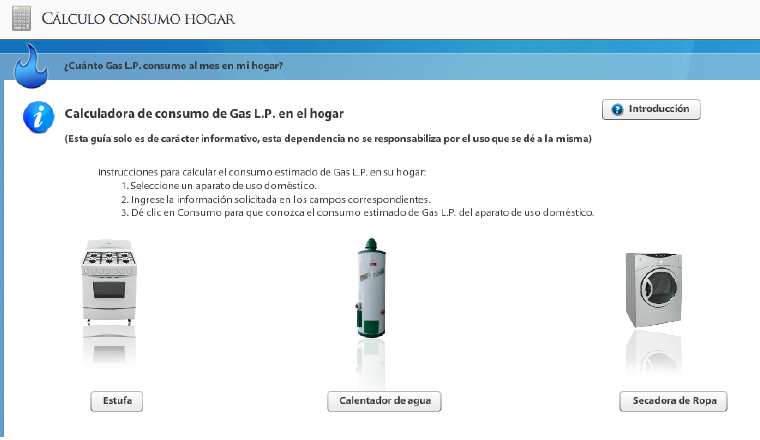 CÁLCULO CONSUMO HOGAR
¿Cuánto Gas L.P. consumo al mes en mi hogar?
Calculadora de consumo de Gas L.P. en el hogar
Introducción
(Esta guía solo es de carácter informativo, esta dependencia no se responsabiliza por el uso que se dé a la misma)
Instrucciones para calcular el consumo estimado de Gas L.P. en su hogar:
1. Seleccione un aparato de uso doméstico.
2. Ingrese la información solicitada en los campos correspondientes.
3. Dé clic en Consumo para que conozca el consumo estimado de Gas L.P. del aparato de uso doméstico.
Estufa
Calentador de agua
Secadora de Ropa